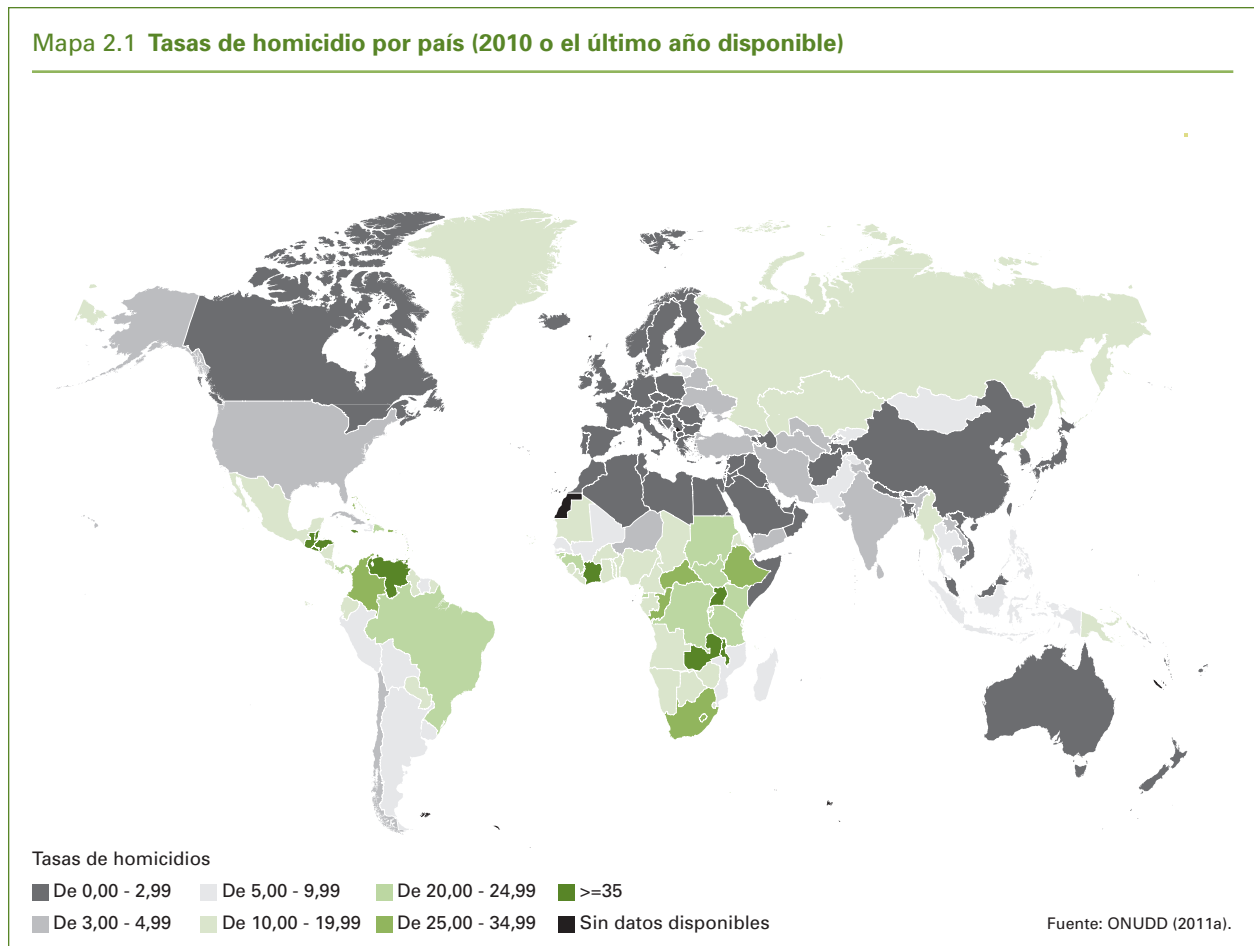 Mapa 2.1 Tasas de homicidio por país (2010 o el último año disponible)
Tasas de homicidios
De 0,00 - 2,99 De 5,00 - 9,99 De 20,00 - 24,99 >=35
De 3,00 - 4,99 De 10,00 - 19,99 De 25,00 - 34,99 Sin datos disponibles
Fuente: ONUDD (2011a).